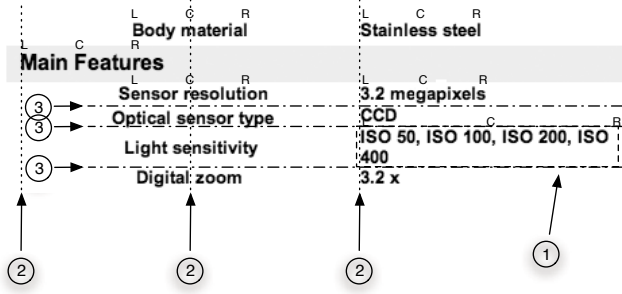 L C R L C R
Body material Stainless steel
L C R
Main Features
L C R L C R
Sensor resolution 3.2 megapixels
3
Optical sensor type CCD
3 C R
Light sensitivity ISO 50, ISO 100, ISO 200, ISO
400
3
Digital zoom 3.2 x
1
2 2 2